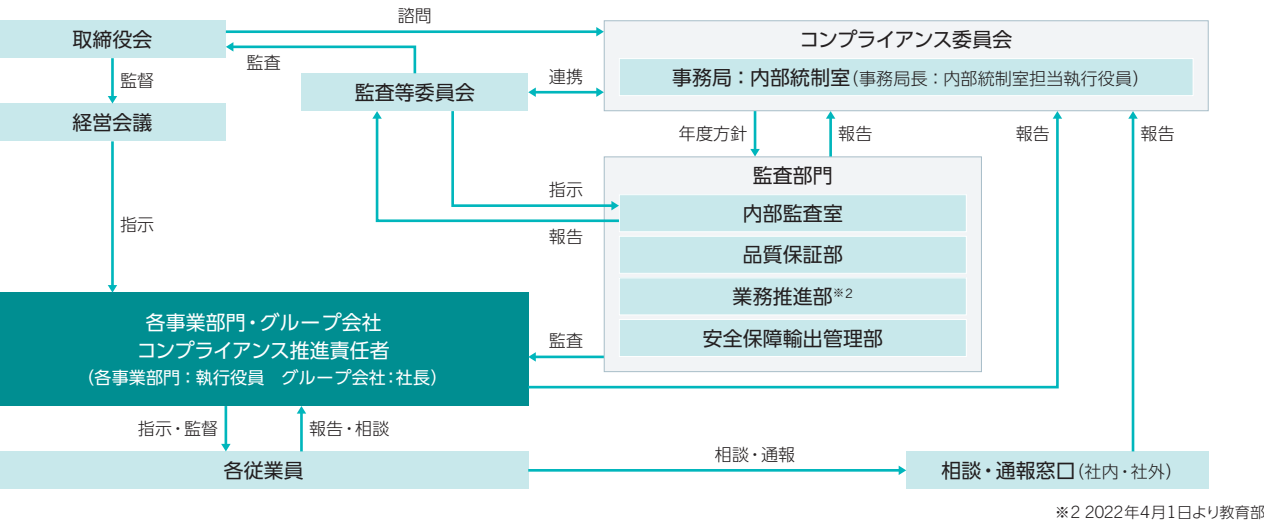 諮問
取締役会
監査
監督
経営会議
監査等委員会
連携
コンプライアンス委員会
事務局：内部統制室(事務局長：内部統制室担当執行役員)
年度方針
報告
報告
報告
監査部門
指示
内部監査室
報告
品質保証部
業務推進部※2
安全保障輸出管理部
指示
監査
各事業部門・グループ会社
コンプライアンス推進責任者
(各事業部門：執行役員　グループ会社：社長)
指示・監督
報告・相談
各従業員
相談・通報
相談・通報窓口(社内・社外)
※2 2022年4月1日より教育部